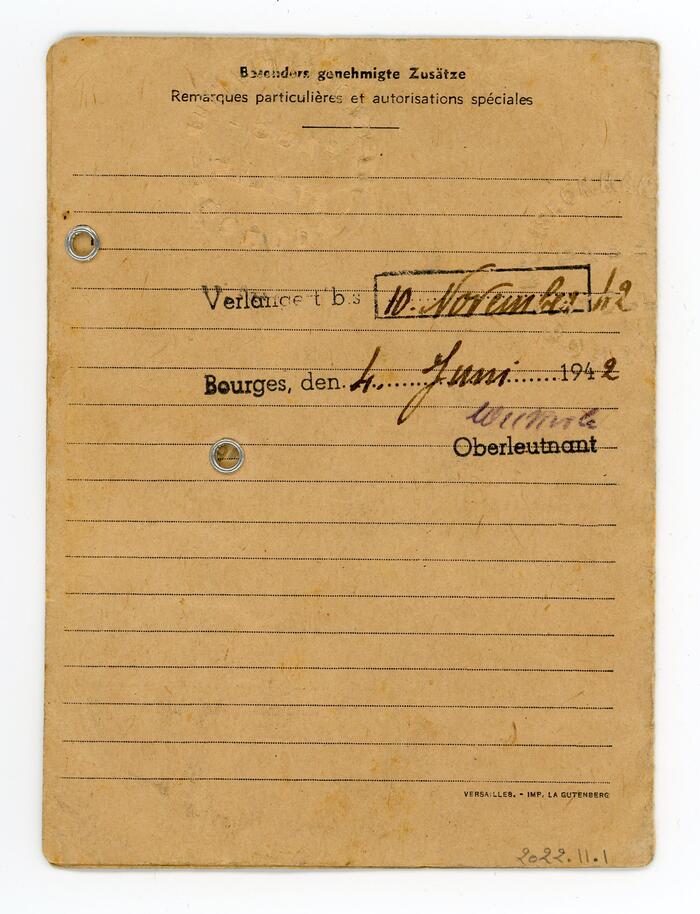 Besonders genehmigte Zusätze
Remarques particulières et autorisations spéciales
Verlängert bis 10. November 42
Bourges, den 4. Juni 1942
Oberleutnant
VERSAILLES. - IMP. LA GUTENBERG
2022.11.1